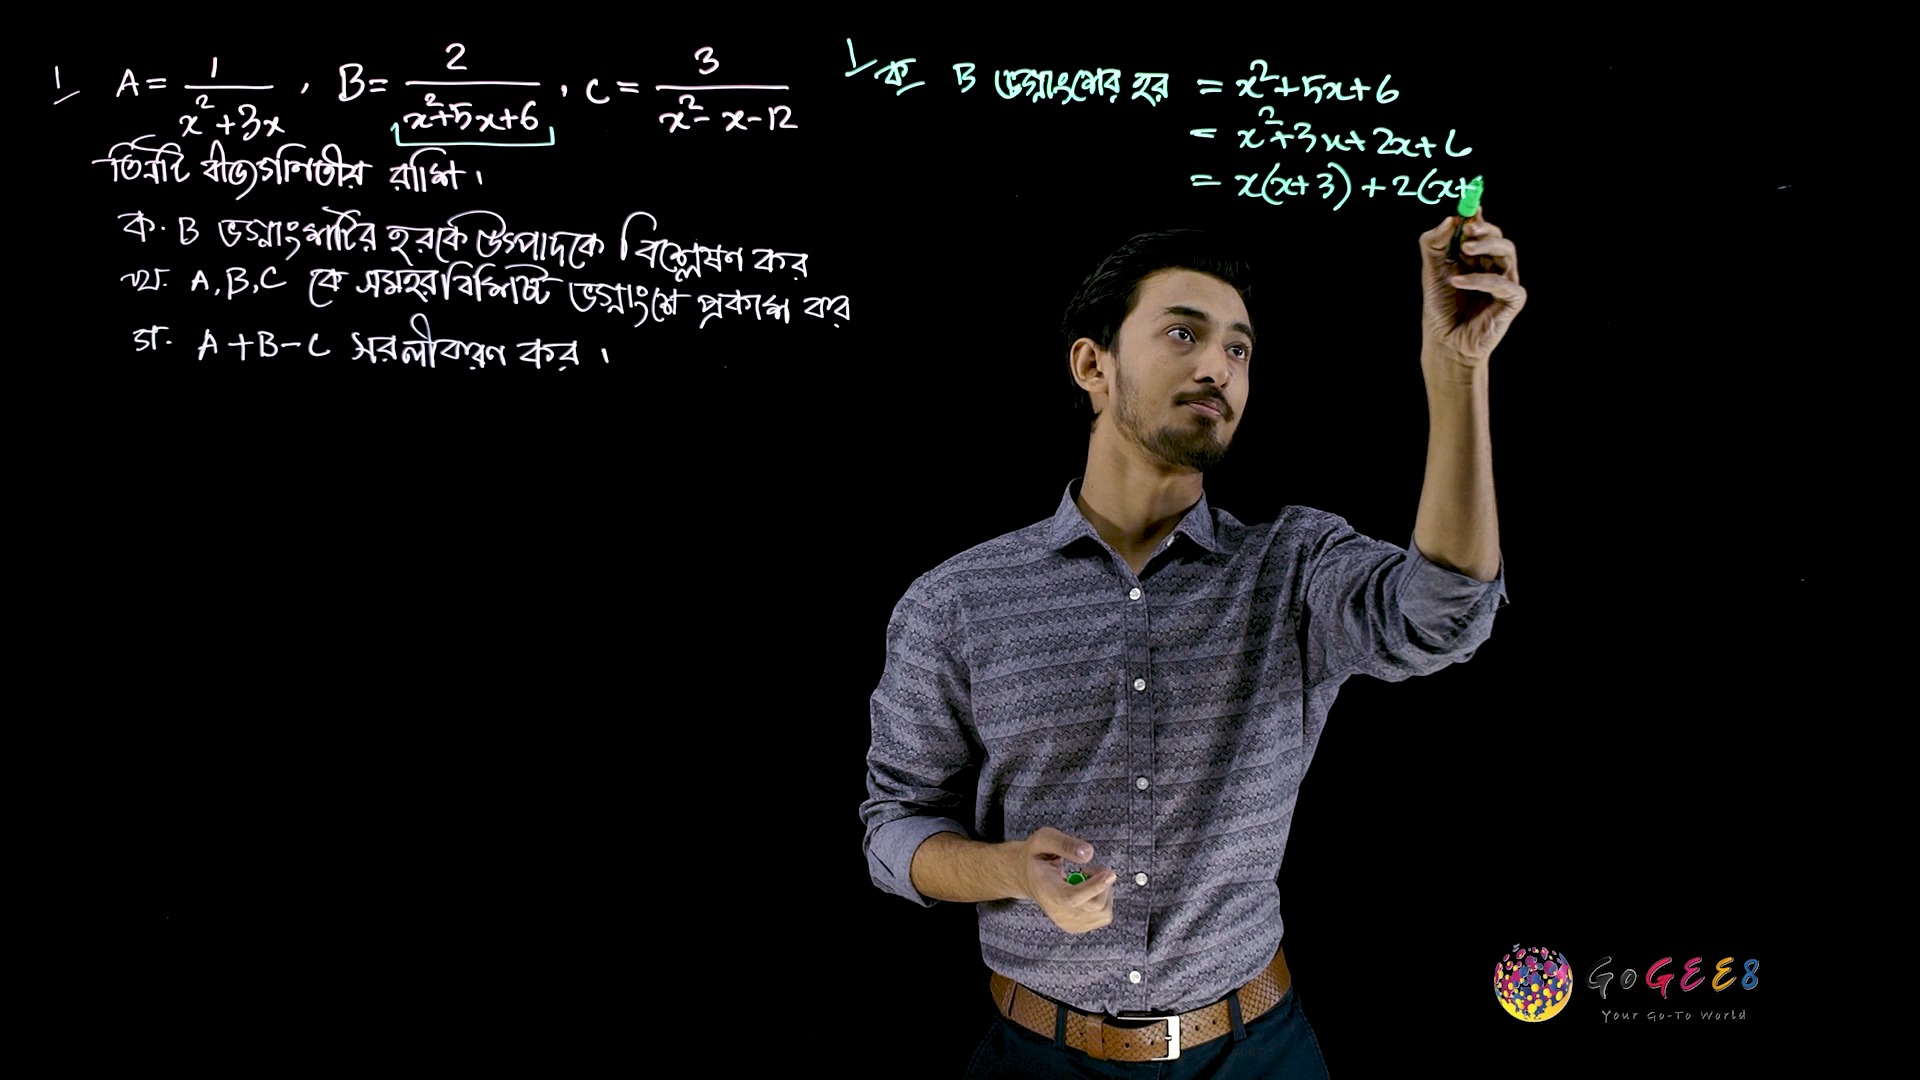 ১ A = 1/(x²+3x) , B = 2/(x²+5x+6) , C = 3/(x²-x-12)
তিনটি বীজগণিতীয় রাশি।
ক. B ভগ্নাংশটির হরকে উৎপাদকে বিশ্লেষণ কর
খ. A, B, C কে সমহরবিশিষ্ট ভগ্নাংশে প্রকাশ কর
গ. A+B-C সরলীকরণ কর।
১ ক B ভগ্নাংশের হর = x²+5x+6
= x²+3x+2x+6
= x(x+3)+2(x+
GoGEE8
Your Go-To World